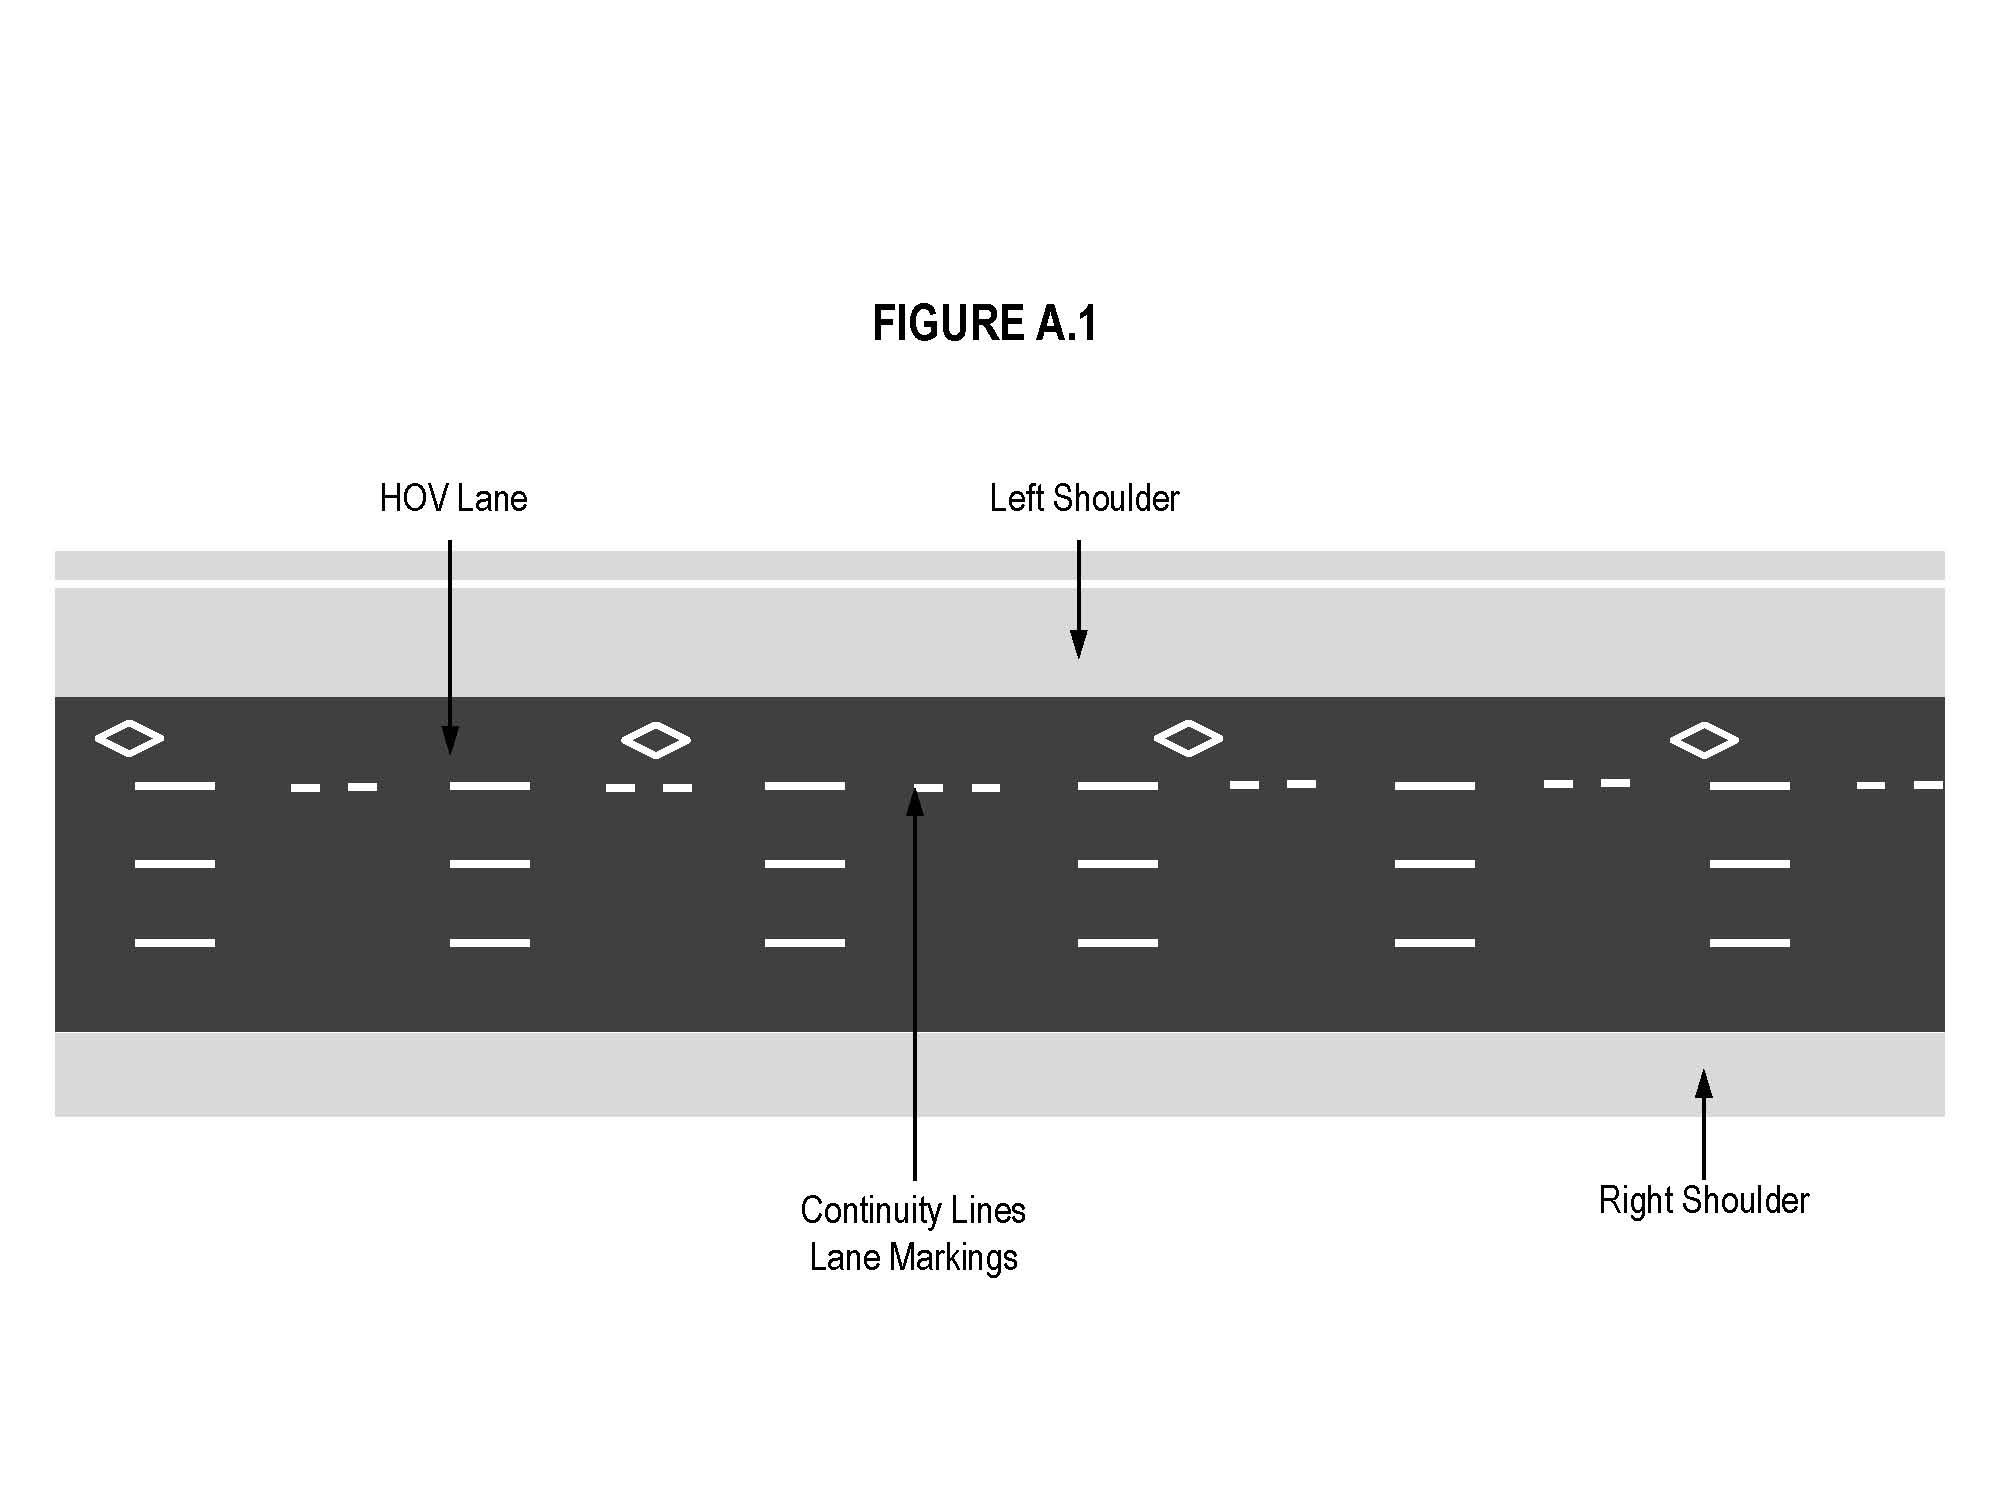 FIGURE A.1
HOV Lane
Left Shoulder
Continuity Lines
Lane Markings
Right Shoulder